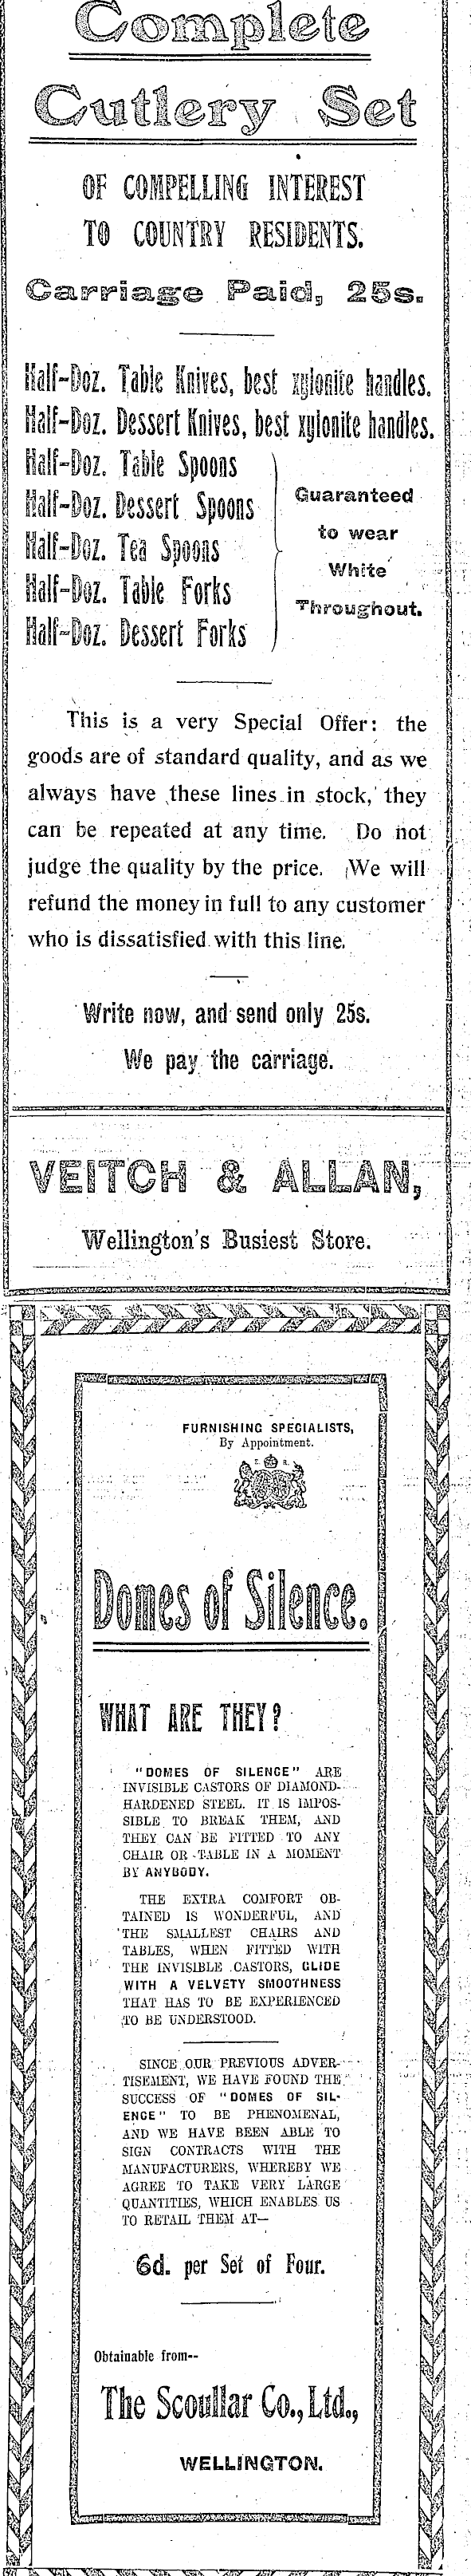 Complete
Cutlery Set
OF COMPELLING INTEREST
TO COUNTRY RESIDENTS.
Carriage Paid, 25s.
Half-Doz. Table Knives, best xylonite handles.
Half-Doz. Dessert Knives, best xylonite handles.
Half-Doz. Table Spoons
Half-Doz. Dessert Spoons
Half-Doz. Tea Spoons
Half-Doz. Table Forks
Half-Doz. Dessert Forks
Guaranteed
to wear
White
Throughout.
This is a very Special Offer: the
goods are of standard quality, and as we
always have these lines in stock, they
can be repeated at any time. Do not
judge the quality by the price. We will
refund the money in full to any customer
who is dissatisfied with this line.
Write now, and send only 25s.
We pay the carriage.
VEITCH & ALLAN,
Wellington's Busiest Store.
FURNISHING SPECIALISTS,
By Appointment.
E. R.
Domes of Silence.
WHAT ARE THEY?
"DOMES OF SILENCE" ARE
INVISIBLE CASTORS OF DIAMOND-
HARDENED STEEL. IT IS IMPOS-
SIBLE TO BREAK THEM, AND
THEY CAN BE FITTED TO ANY
CHAIR OR TABLE IN A MOMENT
BY ANYBODY.
THE EXTRA COMFORT OB-
TAINED IS WONDERFUL, AND
THE SMALLEST CHAIRS AND
TABLES, WHEN FITTED WITH
THE INVISIBLE CASTORS, GLIDE
WITH A VELVETY SMOOTHNESS
THAT HAS TO BE EXPERIENCED
TO BE UNDERSTOOD.
SINCE OUR PREVIOUS ADVER-
TISEMENT, WE HAVE FOUND THE
SUCCESS OF "DOMES OF SIL-
ENCE" TO BE PHENOMENAL,
AND WE HAVE BEEN ABLE TO
SIGN CONTRACTS WITH THE
MANUFACTURERS, WHEREBY WE
AGREE TO TAKE VERY LARGE
QUANTITIES, WHICH ENABLES US
TO RETAIL THEM AT—
6d. per Set of Four.
Obtainable from--
The Scoullar Co., Ltd.,
WELLINGTON.